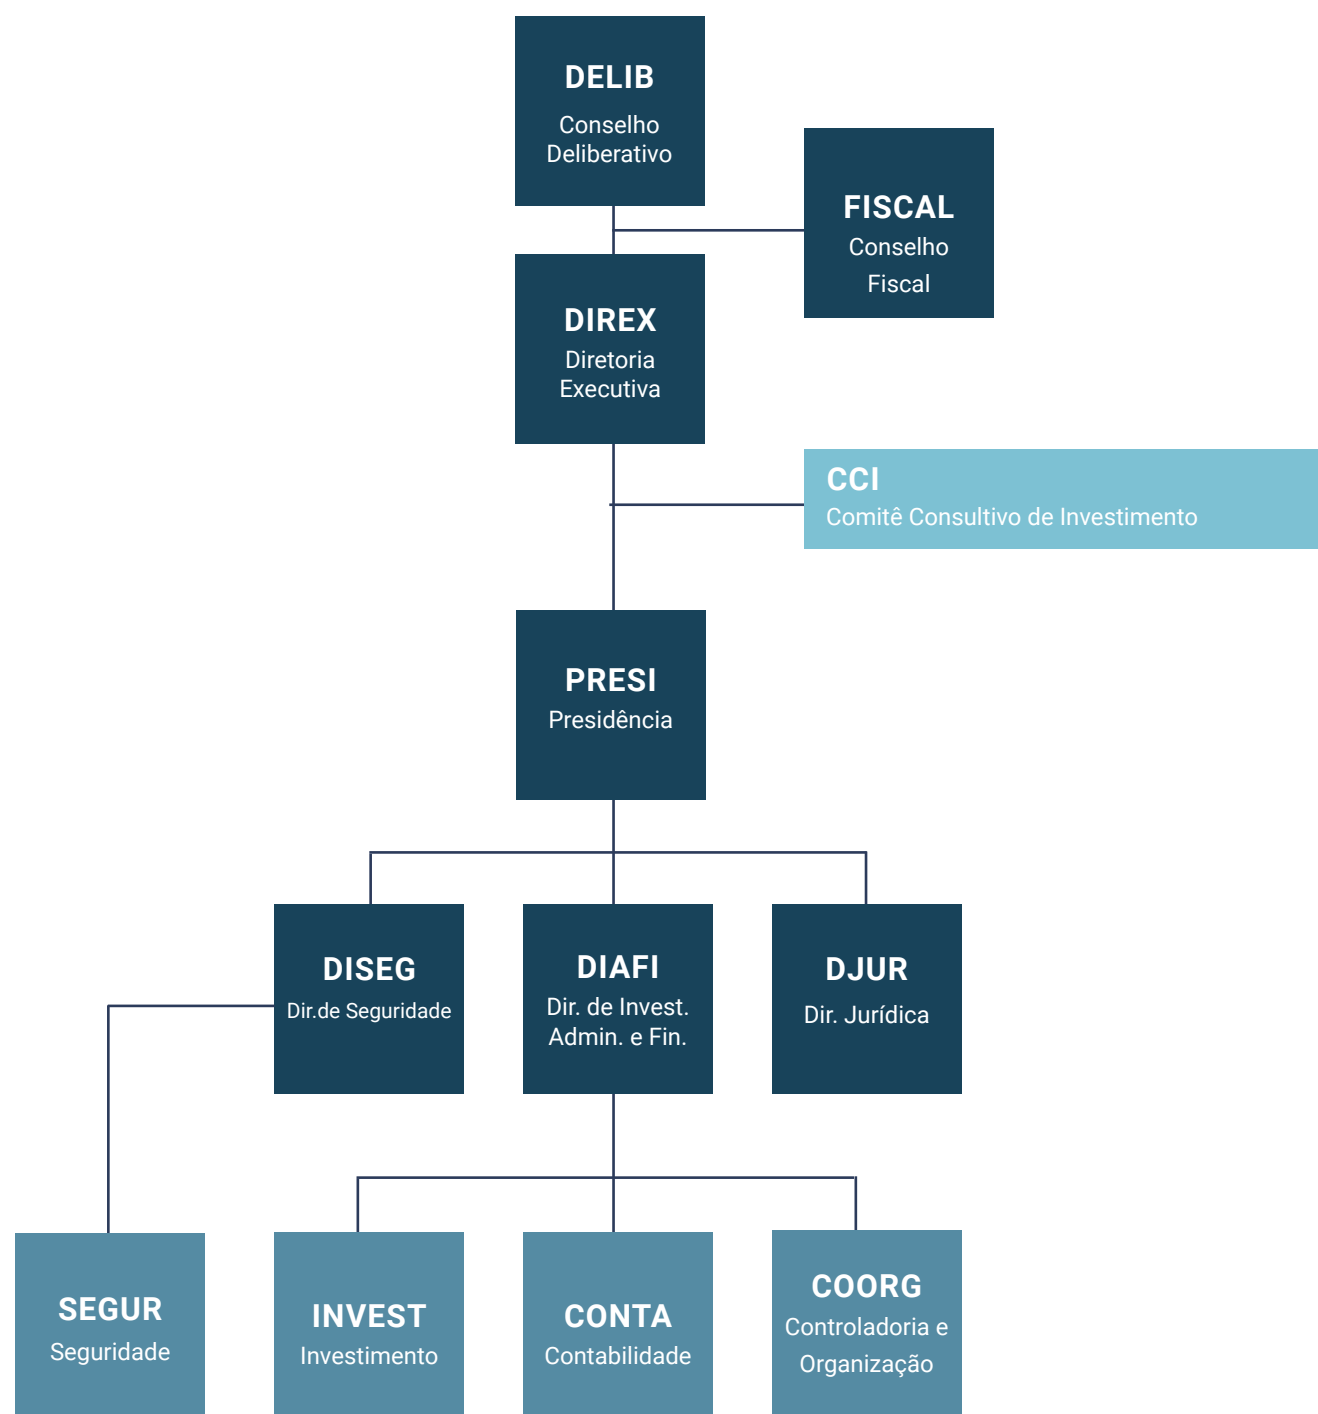 DELIB
Conselho
Deliberativo
FISCAL
Conselho
Fiscal
DIREX
Diretoria
Executiva
CCI
Comitê Consultivo de Investimento
PRESI
Presidência
DISEG
Dir.de Seguridade
DIAFI
Dir. de Invest.
Admin. e Fin.
DJUR
Dir. Jurídica
SEGUR
Seguridade
INVEST
Investimento
CONTA
Contabilidade
COORG
Controladoria e
Organização